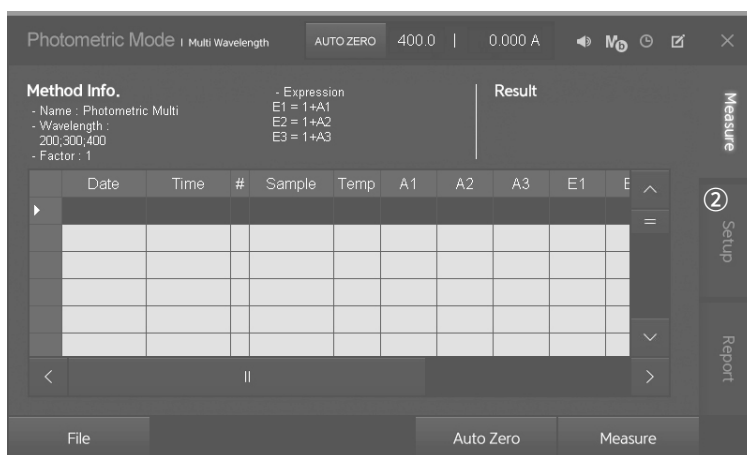 Photometric Mode | Multi Wavelength AUTO ZERO 400.0 | 0.000 A
Method Info.
- Name : Photometric Multi
- Wavelength :
200;300;400
- Factor : 1
- Expression
E1 = 1+A1
E2 = 1+A2
E3 = 1+A3
Result
Date Time # Sample Temp A1 A2 A3 E1
Measure
② Setup
Report
File Auto Zero Measure